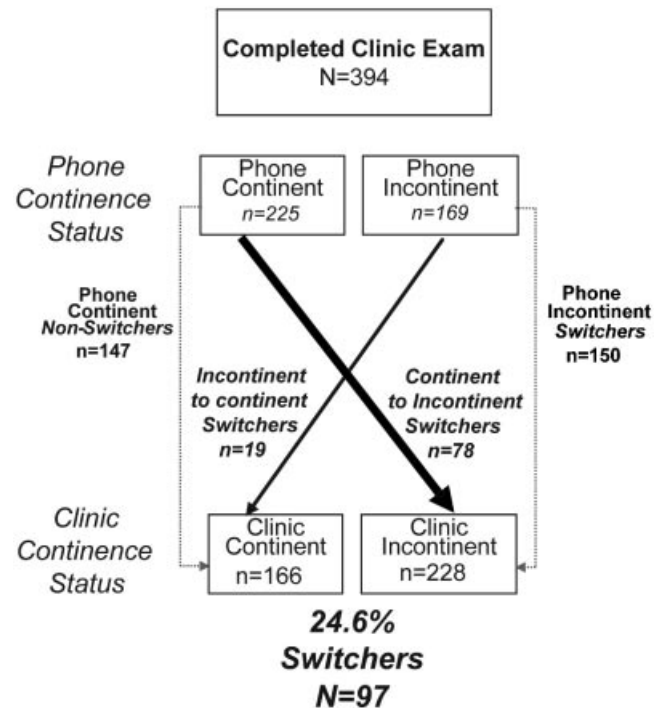 Completed Clinic Exam
N=394
Phone
Continence
Status
Phone
Continent
n=225
Phone
Incontinent
n=169
Phone
Continent
Non-Switchers
n=147
Phone
Incontinent
Switchers
n=150
Incontinent
to continent
Switchers
n=19
Continent
to Incontinent
Switchers
n=78
Clinic
Continence
Status
Clinic
Continent
n=166
Clinic
Incontinent
n=228
24.6%
Switchers
N=97